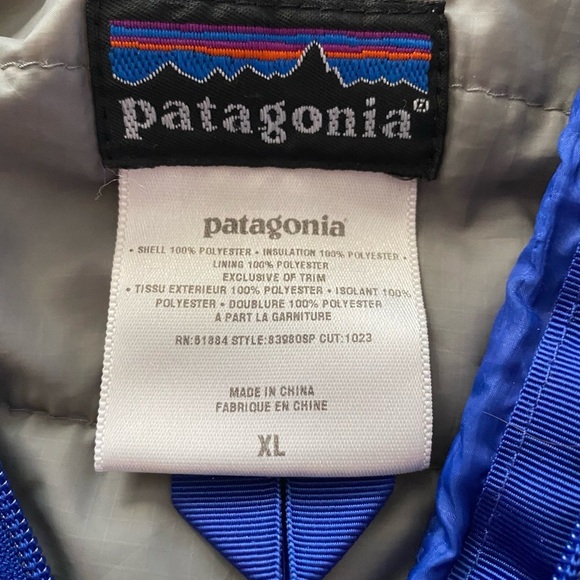 patagonia®
patagonia®
• SHELL 100% POLYESTER • INSULATION 100% POLYESTER •
LINING 100% POLYESTER
EXCLUSIVE OF TRIM
• TISSU EXTERIEUR 100% POLYESTER • ISOLANT 100%
POLYESTER • DOUBLURE 100% POLYESTER
A PART LA GARNITURE
RN:51884 STYLE:83980SP CUT:1023
MADE IN CHINA
FABRIQUE EN CHINE
XL